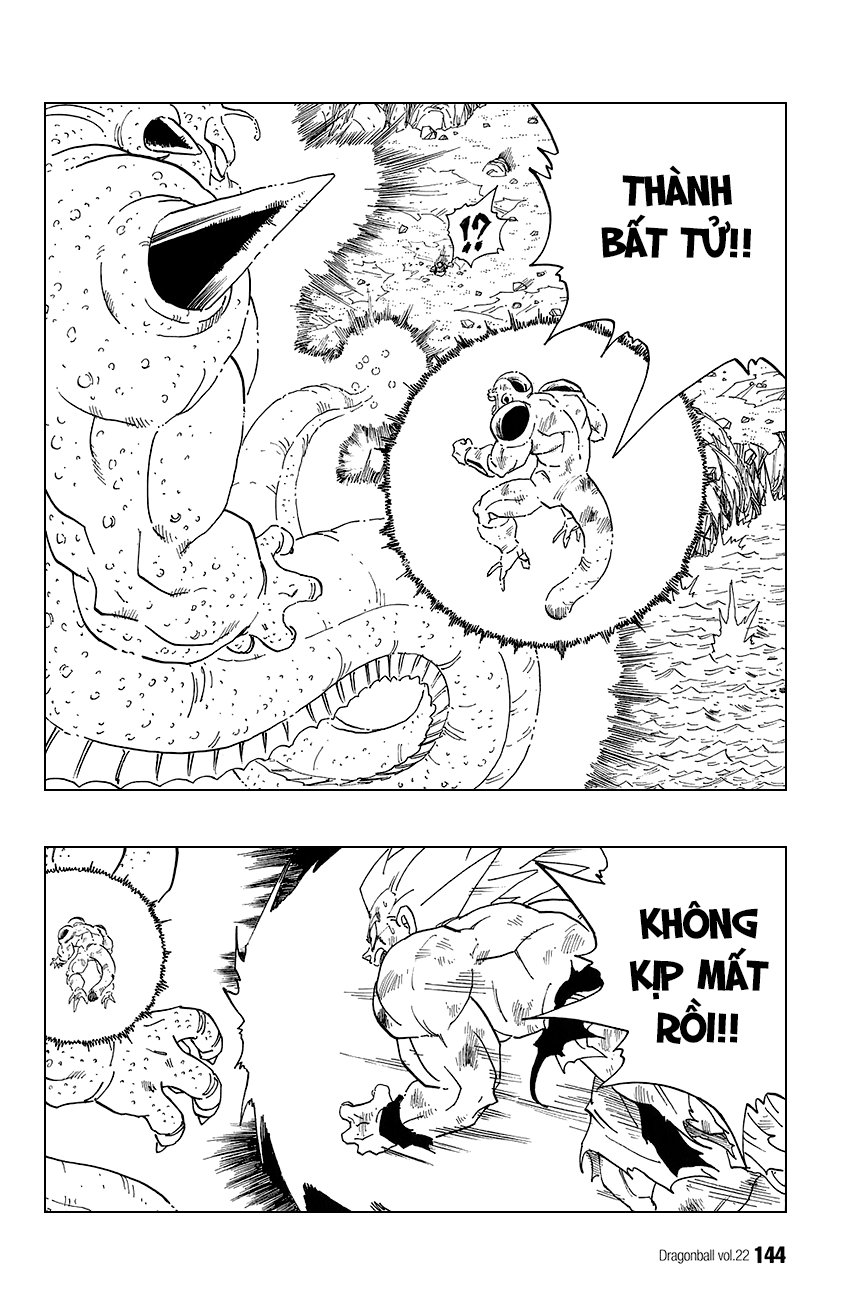 THÀNH
BẤT TỬ!!
!?
KHÔNG
KỊP MẤT
RỒI!!
Dragonball vol.22 144